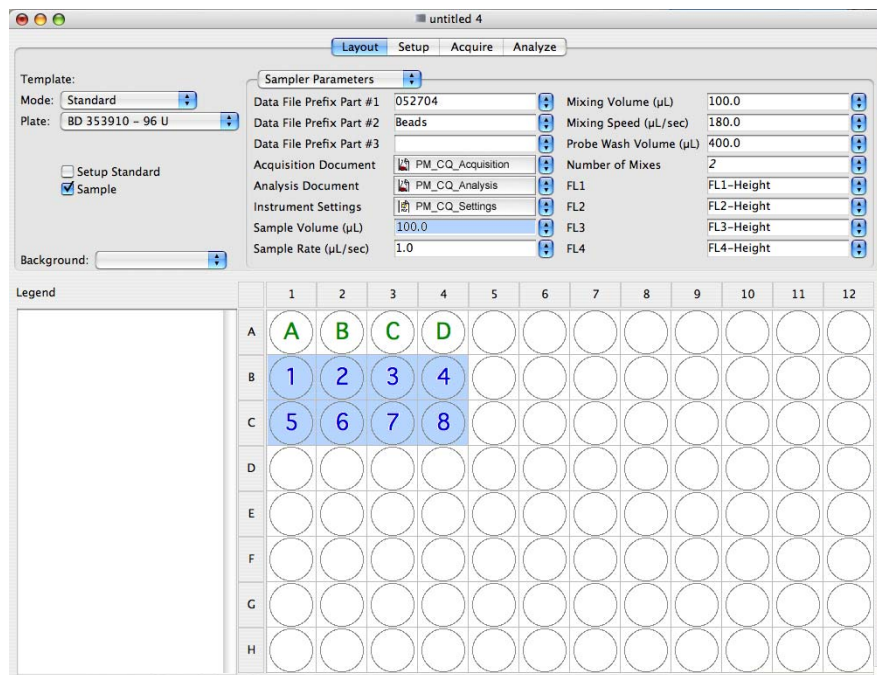 untitled 4
Layout Setup Acquire Analyze
Template:
Mode: Standard
Plate: BD 353910 - 96 U
Setup Standard
Sample
Background:
Sampler Parameters
Data File Prefix Part #1 052704
Data File Prefix Part #2 Beads
Data File Prefix Part #3
Acquisition Document PM_CQ_Acquisition
Analysis Document PM_CQ_Analysis
Instrument Settings PM_CQ_Settings
Sample Volume (µL) 100.0
Sample Rate (µL/sec) 1.0
Mixing Volume (µL) 100.0
Mixing Speed (µL/sec) 180.0
Probe Wash Volume (µL) 400.0
Number of Mixes 2
FL1 FL1-Height
FL2 FL2-Height
FL3 FL3-Height
FL4 FL4-Height
Legend
1 2 3 4 5 6 7 8 9 10 11 12
A A B C D
B 1 2 3 4
C 5 6 7 8
D
E
F
G
H